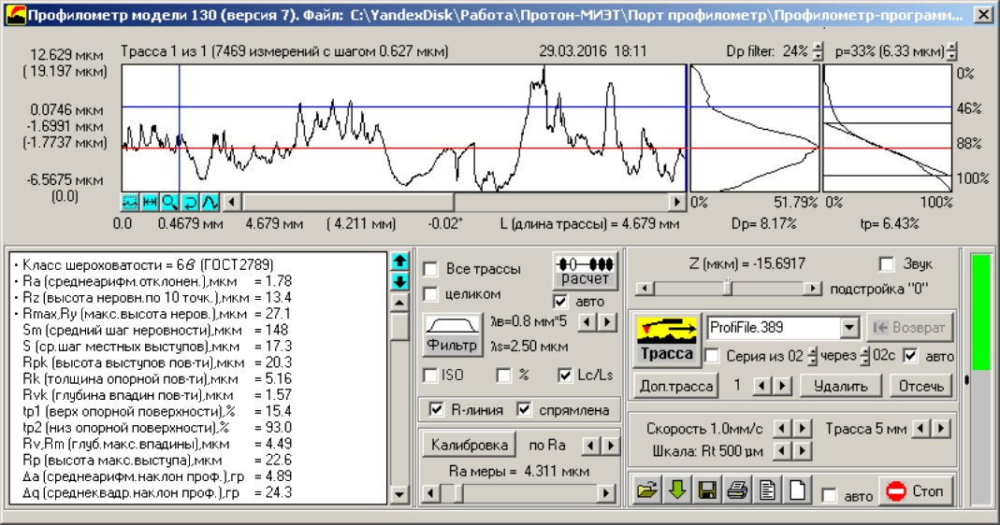 Профилометр модели 130 (версия 7). Файл: C:\YandexDisk\Работа\Протон-МИЭТ\Порт профилометр\Профилометр-программ...
12.629 мкм
( 19.197 мкм)
Трасса 1 из 1 (7469 измерений с шагом 0.627 мкм) 29.03.2016 18:11 Dp filter: 24% p=33% (6.33 мкм)
0%
0.0746 мкм
46%
-1.6991 мкм
(-1.7737 мкм)
88%
-6.5675 мкм
(0.0)
100%
0% 51.79% 0% 100%
0.0 0.4679 мм 4.679 мм ( 4.211 мм) -0.02° L (длина трассы) = 4.679 мм Dp= 8.17% tp= 6.43%
• Класс шероховатости = 6в (ГОСТ2789)
• Ra (среднеарифм.отклонен.),мкм = 1.78
• Rz (высота неровн.по 10 точк.),мкм = 13.4
• Rmax,Ry (макс.высота неров.),мкм = 27.1
Sm (средний шаг неровности),мкм = 148
S (ср.шаг местных выступов),мкм = 17.3
Rpk (высота выступов пов-ти),мкм = 20.3
Rk (толщина опорной пов-ти),мкм = 5.16
Rvk (глубина впадин пов-ти),мкм = 1.57
tp1 (верх опорной поверхности),% = 15.4
tp2 (низ опорной поверхности),% = 93.0
Rv,Rm (глуб.макс.впадины),мкм = 4.49
Rp (высота макс.выступа),мкм = 22.6
Δa (среднеарифм.наклон проф.),гр = 4.89
Δq (среднеквадр.наклон проф.),гр = 24.3
Все трассы
целиком
расчет
авто
Фильтр
λв=0.8 мм*5
λs=2.50 мкм
ISO % Lc/Ls
R-линия спрямлена
Калибровка по Ra
Ra меры = 4.311 мкм
Z (мкм) = -15.6917 Звук
подстройка "0"
Трасса
ProfiFile.389 Возврат
Серия из 02 через 02с авто
Доп.трасса 1 Удалить Отсечь
Скорость 1.0мм/с Трасса 5 мм
Шкала: Rt 500 µм
авто Стоп